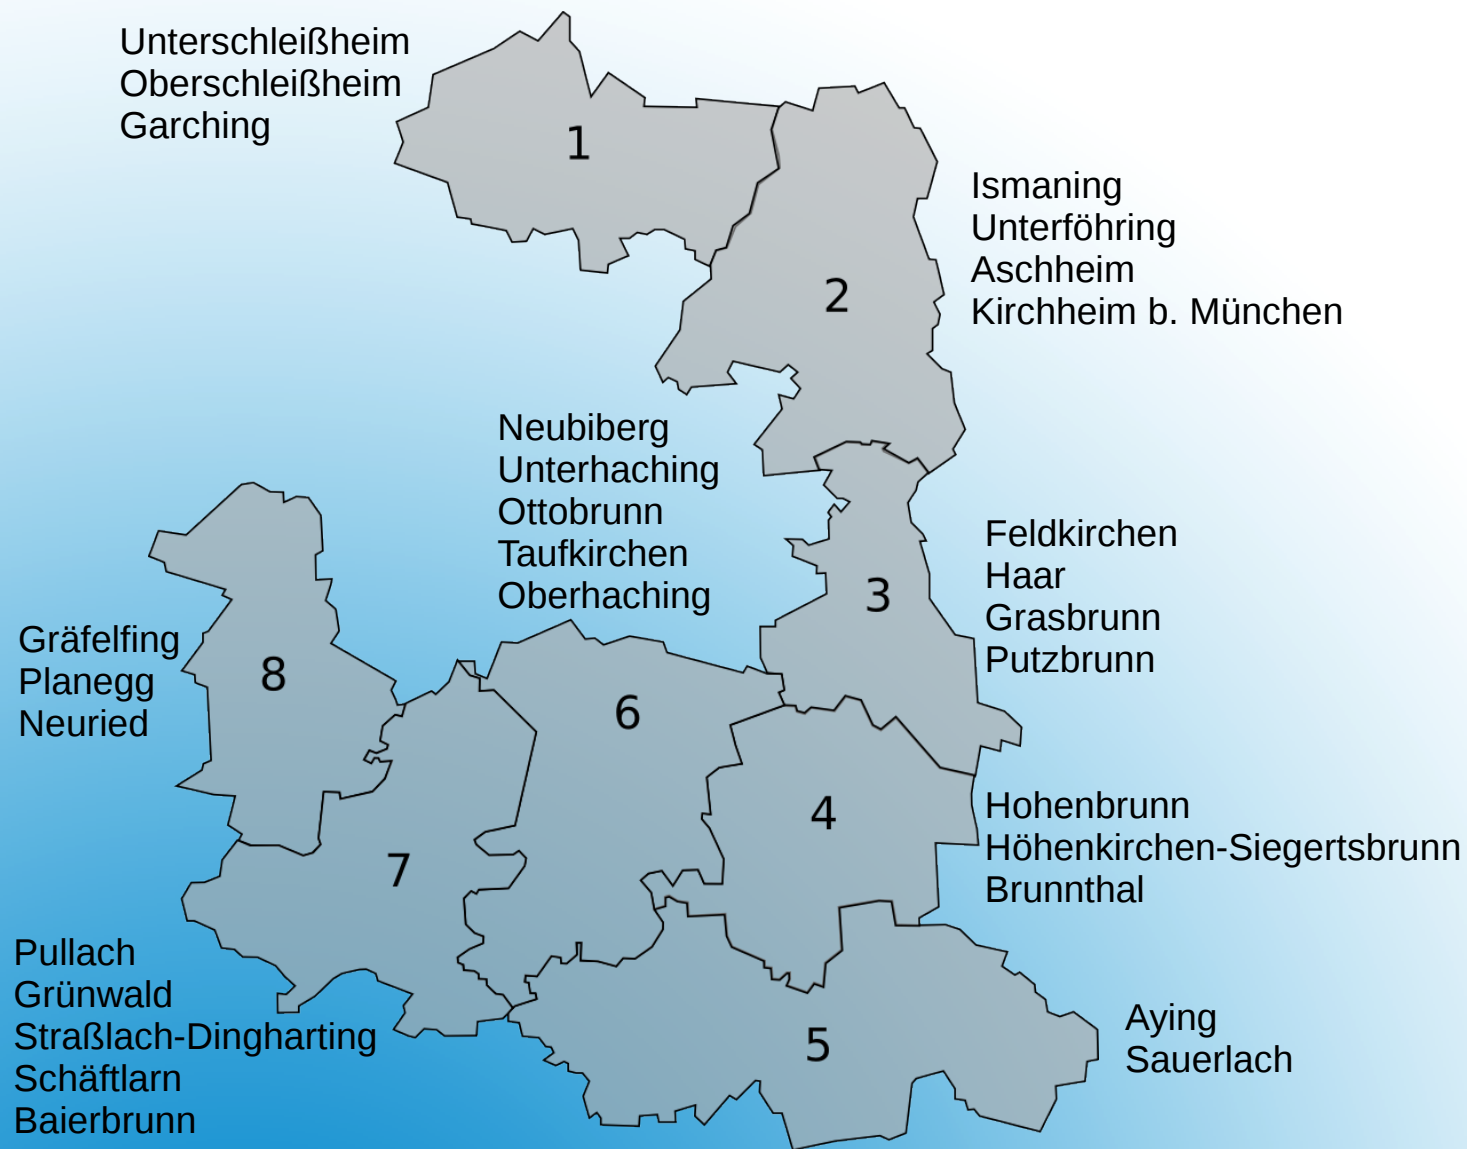 Unterschleißheim
Oberschleißheim
Garching
1
Ismaning
Unterföhring
Aschheim
Kirchheim b. München
2
Neubiberg
Unterhaching
Ottobrunn
Taufkirchen
Oberhaching
Feldkirchen
Haar
Grasbrunn
Putzbrunn
3
Gräfelfing
Planegg
Neuried
8
6
4
Hohenbrunn
Höhenkirchen-Siegertsbrunn
Brunnthal
7
Pullach
Grünwald
Straßlach-Dingharting
Schäftlarn
Baierbrunn
5
Aying
Sauerlach